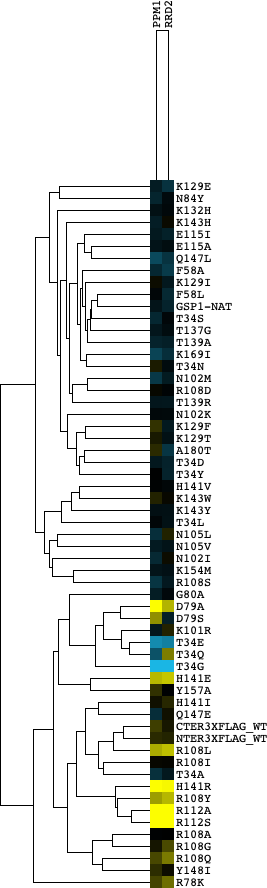 PPM1
RRD2
K129E
N84Y
K132H
K143H
E115I
E115A
Q147L
F58A
K129I
F58L
GSP1-NAT
T34S
T137G
T139A
K169I
T34N
N102M
R108D
T139R
N102K
K129F
K129T
A180T
T34D
T34Y
H141V
K143W
K143Y
T34L
N105L
N105V
N102I
K154M
R108S
G80A
D79A
D79S
K101R
T34E
T34Q
T34G
H141E
Y157A
H141I
Q147E
CTER3XFLAG_WT
NTER3XFLAG_WT
R108L
R108I
T34A
H141R
R108Y
R112A
R112S
R108A
R108G
R108Q
Y148I
R78K